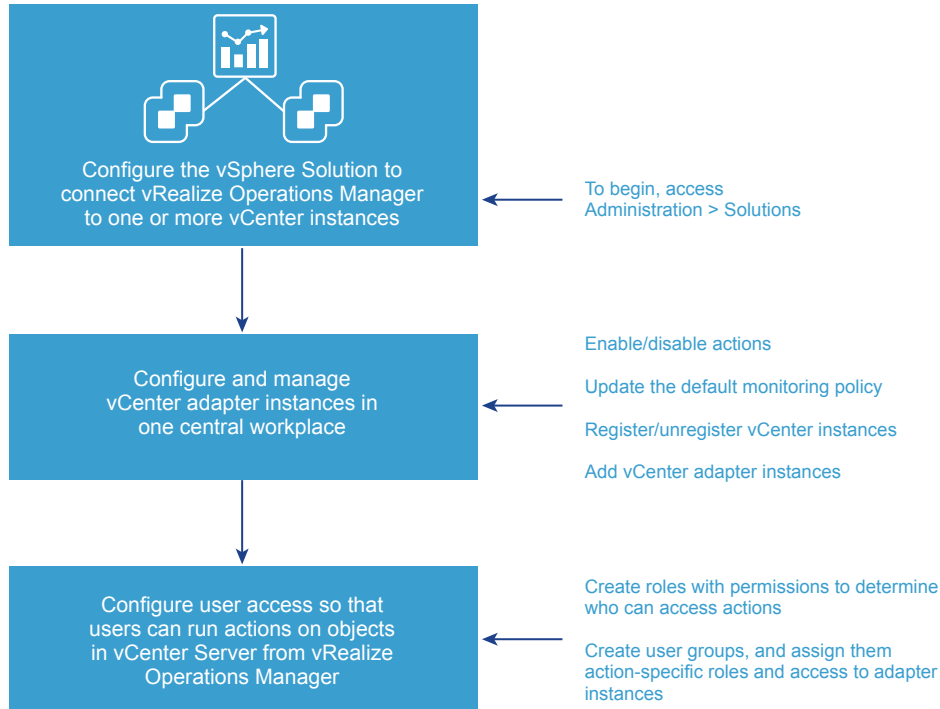 Configure the vSphere Solution to
connect vRealize Operations Manager
to one or more vCenter instances
To begin, access
Administration > Solutions
Configure and manage
vCenter adapter instances in
one central workplace
Enable/disable actions
Update the default monitoring policy
Register/unregister vCenter instances
Add vCenter adapter instances
Configure user access so that
users can run actions on objects
in vCenter Server from vRealize
Operations Manager
Create roles with permissions to determine
who can access actions
Create user groups, and assign them
action-specific roles and access to adapter
instances